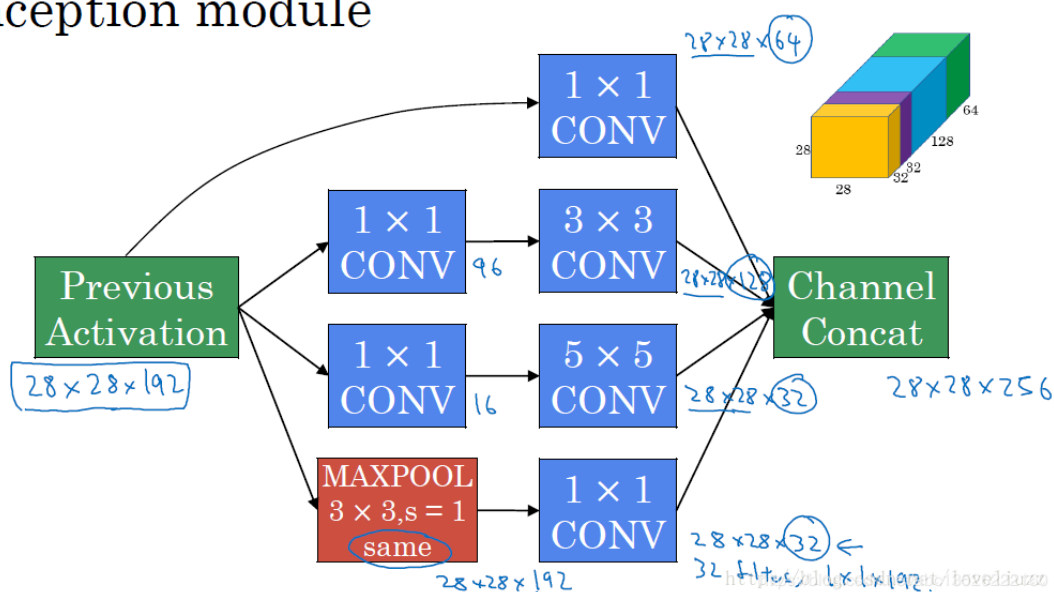 ception module
28×28×64
1 × 1
CONV
28
28
32
32
128
64
1 × 1
CONV
96
3 × 3
CONV
28×28×128
Previous
Activation
28×28×192
Channel
Concat
28×28×256
1 × 1
CONV
16
5 × 5
CONV
28×28×32
MAXPOOL
3 × 3,s = 1
same
28×28×192
1 × 1
CONV
28×28×32 ←
32 filters, 1×1×192.